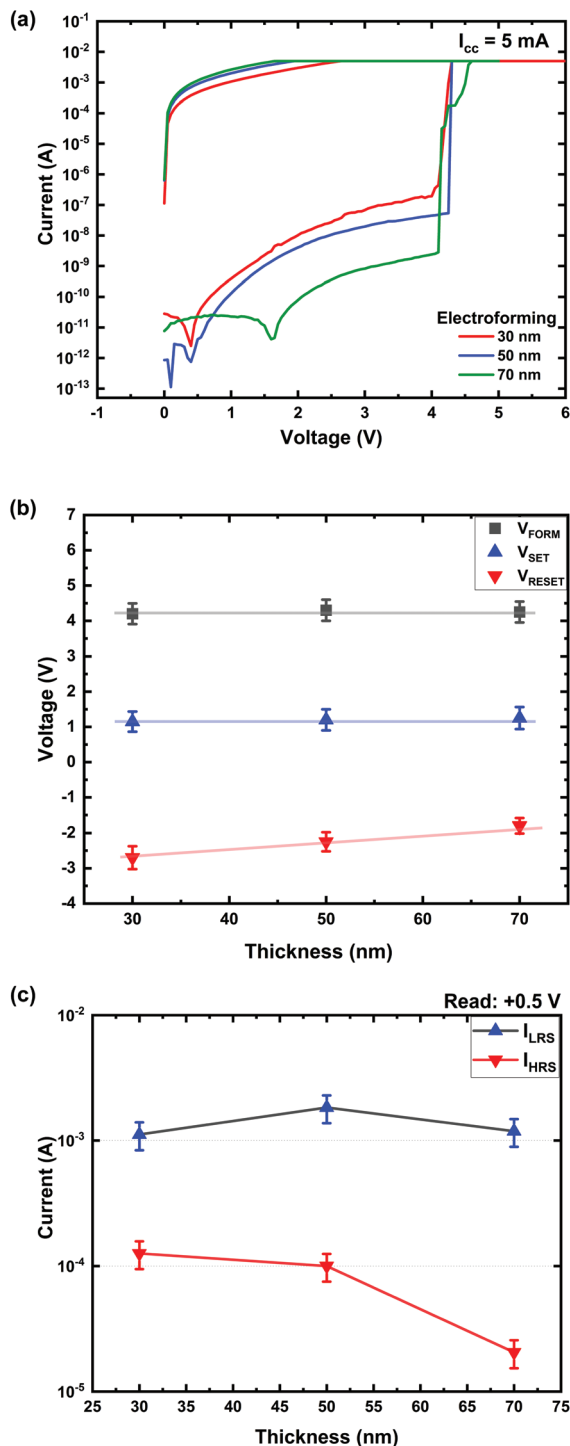 (a)
I_CC = 5 mA
10^-1
10^-2
10^-3
10^-4
10^-5
10^-6
10^-7
10^-8
10^-9
10^-10
10^-11
10^-12
10^-13
Current (A)
Electroforming
30 nm
50 nm
70 nm
-1 0 1 2 3 4 5 6
Voltage (V)
(b)
7
6
5
4
3
2
1
0
-1
-2
-3
-4
Voltage (V)
V_FORM
V_SET
V_RESET
30 40 50 60 70
Thickness (nm)
(c)
Read: +0.5 V
10^-2
10^-3
10^-4
10^-5
Current (A)
I_LRS
I_HRS
25 30 35 40 45 50 55 60 65 70 75
Thickness (nm)